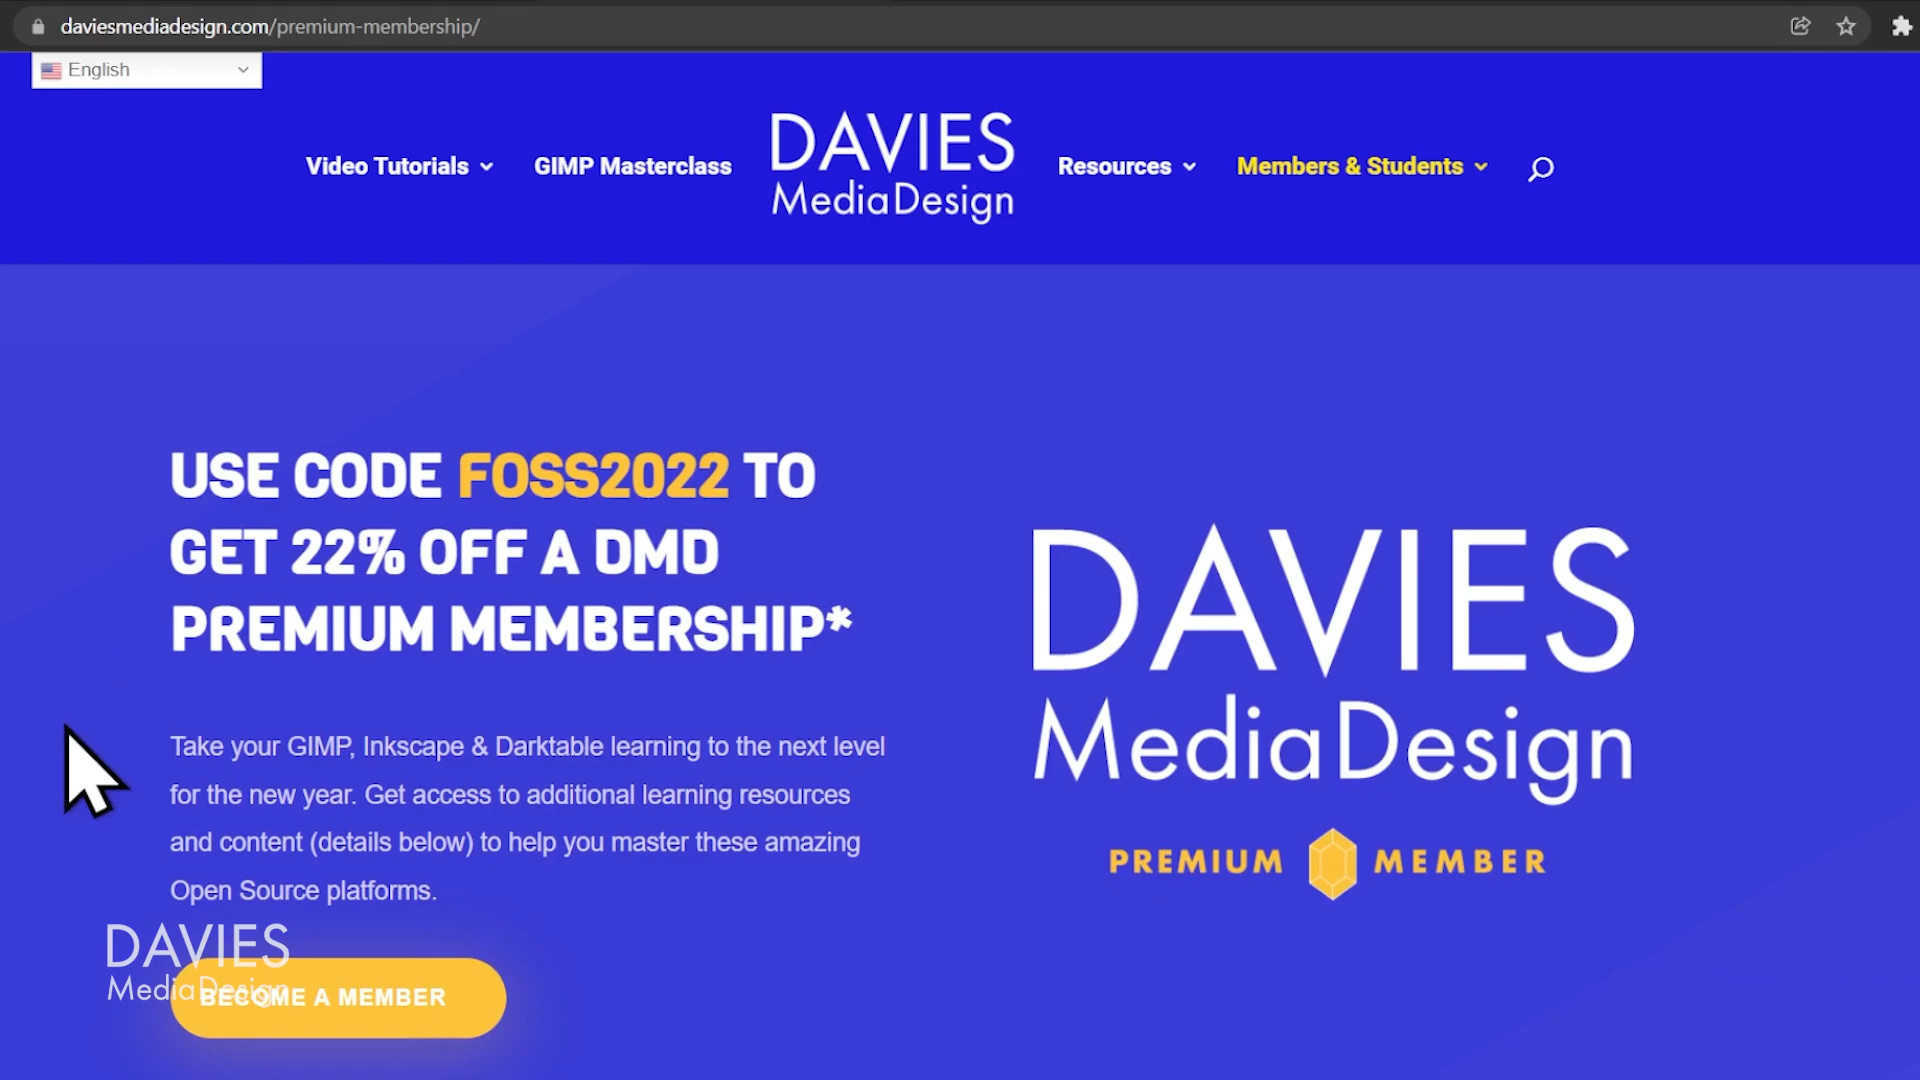 daviesmediadesign.com/premium-membership/
English
Video Tutorials
GIMP Masterclass
DAVIES
MediaDesign
Resources
Members & Students
USE CODE FOSS2022 TO
GET 22% OFF A DMD
PREMIUM MEMBERSHIP*
Take your GIMP, Inkscape & Darktable learning to the next level
for the new year. Get access to additional learning resources
and content (details below) to help you master these amazing
Open Source platforms.
BECOME A MEMBER
DAVIES
MediaDesign
PREMIUM MEMBER
DAVIES
MediaDesign